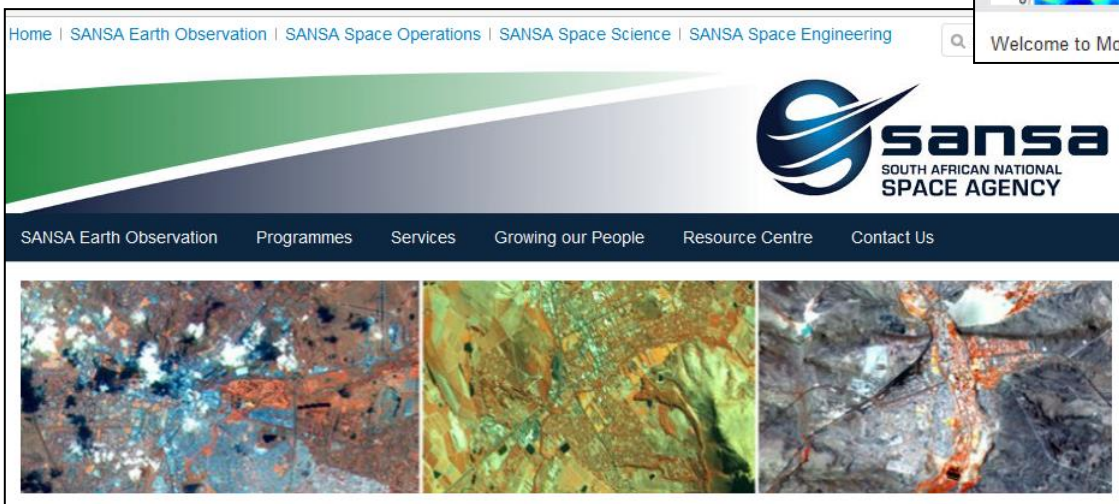 Home | SANSA Earth Observation | SANSA Space Operations | SANSA Space Science | SANSA Space Engineering
Welcome to
sansa
SOUTH AFRICAN NATIONAL
SPACE AGENCY
SANSA Earth Observation Programmes Services Growing our People Resource Centre Contact Us